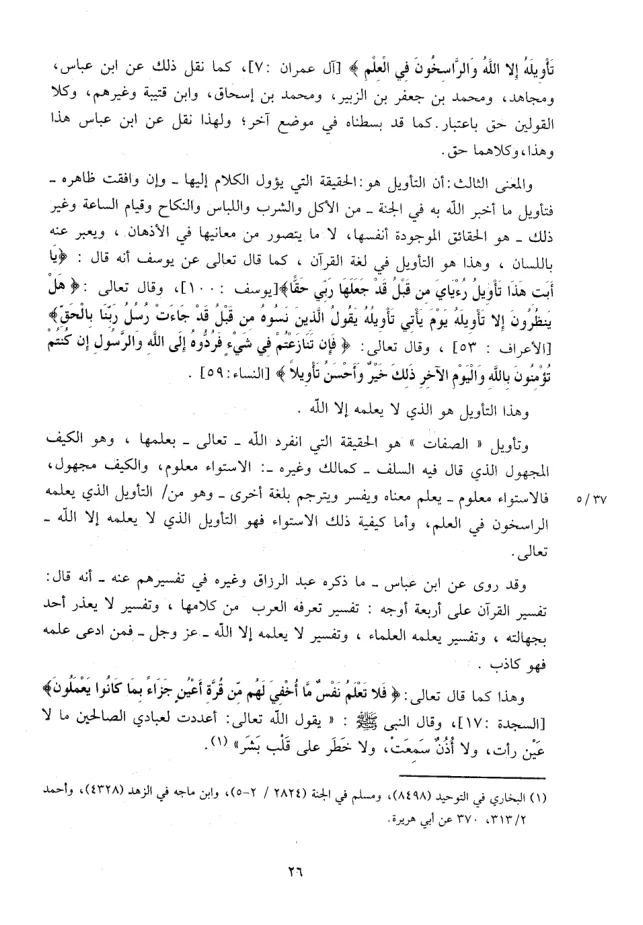 تَأْوِيلَهُ إِلا اللَّهُ وَالرَّاسِخُونَ فِي الْعِلْمِ ﴾ [آل عمران :٧]، كما نقل ذلك عن ابن عباس،
ومجاهد، ومحمد بن جعفر بن الزبير، ومحمد بن إسحاق، وابن قتيبة وغيرهم، وكلا
القولين حق باعتبار. كما قد بسطناه في موضع آخر؛ ولهذا نقل عن ابن عباس هذا
وهذا، وكلاهما حق.
والمعنى الثالث: أن التأويل هو: الحقيقة التي يؤول الكلام إليها ـ وإن وافقت ظاهره ـ
فتأويل ما أخبر الله به في الجنة ـ من الأكل والشرب واللباس والنكاح وقيام الساعة وغير
ذلك ـ هو الحقائق الموجودة أنفسها، لا ما يتصور من معانيها في الأذهان، ويعبر عنه
باللسان ، وهذا هو التأويل في لغة القرآن ، كما قال تعالى عن يوسف أنه قال : ﴿يَا
أَبَتِ هَذَا تَأْوِيلُ رُءْيَايَ مِن قَبْلُ قَدْ جَعَلَهَا رَبِّي حَقًّا﴾[يوسف : ١٠٠]، وقال تعالى : ﴿ هَلْ
يَنظُرُونَ إِلا تَأْوِيلَهُ يَوْمَ يَأْتِي تَأْوِيلُهُ يَقُولُ الَّذِينَ نَسُوهُ مِن قَبْلُ قَدْ جَاءَتْ رُسُلُ رَبِّنَا بِالْحَقِّ﴾
[الأعراف : ٥٣] ، وقال تعالى: ﴿ فَإِن تَنَازَعْتُمْ فِي شَيْءٍ فَرُدُّوهُ إِلَى اللَّهِ وَالرَّسُولِ إِن كُنتُمْ
تُؤْمِنُونَ بِاللَّهِ وَالْيَوْمِ الآخِرِ ذَلِكَ خَيْرٌ وَأَحْسَنُ تَأْوِيلاً ﴾ [النساء: ٥٩] .
وهذا التأويل هو الذي لا يعلمه إلا الله .
وتأويل « الصفات » هو الحقيقة التي انفرد الله ـ تعالى ـ بعلمها ، وهو الكيف
المجهول الذي قال فيه السلف ـ كمالك وغيره ـ: الاستواء معلوم، والكيف مجهول،
فالاستواء معلوم ـ يعلم معناه ويفسر ويترجم بلغة أخرى ـ وهو من/ التأويل الذي يعلمه
٥/ ٣٧
الراسخون في العلم، وأما كيفية ذلك الاستواء فهو التأويل الذي لا يعلمه إلا الله ـ
تعالى.
وقد روى عن ابن عباس ـ ما ذكره عبد الرزاق وغيره في تفسيرهم عنه ـ أنه قال:
تفسير القرآن على أربعة أوجه : تفسير تعرفه العرب من كلامها ، وتفسير لا يعذر أحد
بجهالته ، وتفسير يعلمه العلماء ، وتفسير لا يعلمه إلا الله ـ عز وجل ـ فمن ادعى علمه
فهو كاذب .
وهذا كما قال تعالى: ﴿ فَلا تَعْلَمُ نَفْسٌ مَّا أُخْفِيَ لَهُم مِّن قُرَّةِ أَعْيُنٍ جَزَاءً بِمَا كَانُوا يَعْمَلُونَ﴾
[السجدة :١٧]، وقال النبي ﷺ : « يقول الله تعالى: أعددت لعبادي الصالحين ما لا
عَيْن رأت، ولا أُذُنٌ سَمِعَتْ، ولا خَطَر على قَلْب بَشَر» (١).
(١) البخاري في التوحيد (٨٤٩٨)، ومسلم في الجنة (٢٨٢٤ / ٢-٥)، وابن ماجه في الزهد (٤٣٢٨)، وأحمد
٣١٣/٢، ٣٧٠ عن أبي هريرة.
٢٦